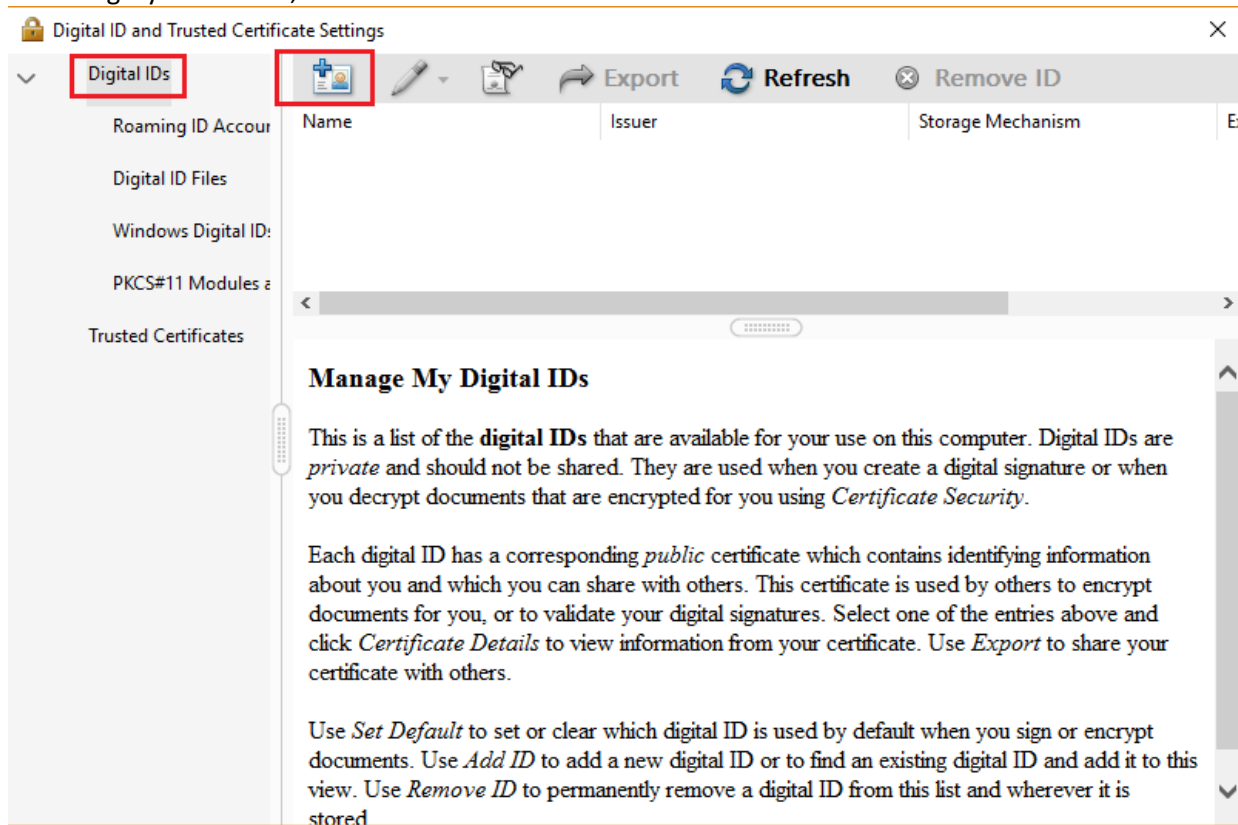 Digital ID and Trusted Certificate Settings
Digital IDs
Export Refresh Remove ID
Roaming ID Accour
Name Issuer Storage Mechanism
Digital ID Files
Windows Digital IDs
PKCS#11 Modules a
Trusted Certificates
Manage My Digital IDs
This is a list of the digital IDs that are available for your use on this computer. Digital IDs are
private and should not be shared. They are used when you create a digital signature or when
you decrypt documents that are encrypted for you using Certificate Security.
Each digital ID has a corresponding public certificate which contains identifying information
about you and which you can share with others. This certificate is used by others to encrypt
documents for you, or to validate your digital signatures. Select one of the entries above and
click Certificate Details to view information from your certificate. Use Export to share your
certificate with others.
Use Set Default to set or clear which digital ID is used by default when you sign or encrypt
documents. Use Add ID to add a new digital ID or to find an existing digital ID and add it to this
view. Use Remove ID to permanently remove a digital ID from this list and wherever it is
stored